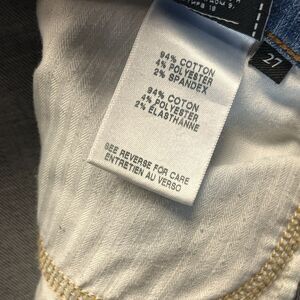 94% COTTON
4% POLYESTER
2% SPANDEX
94% COTON
4% POLYESTER
2% ÉLASTHANNE
SEE REVERSE FOR CARE
ENTRETIEN AU VERSO
27